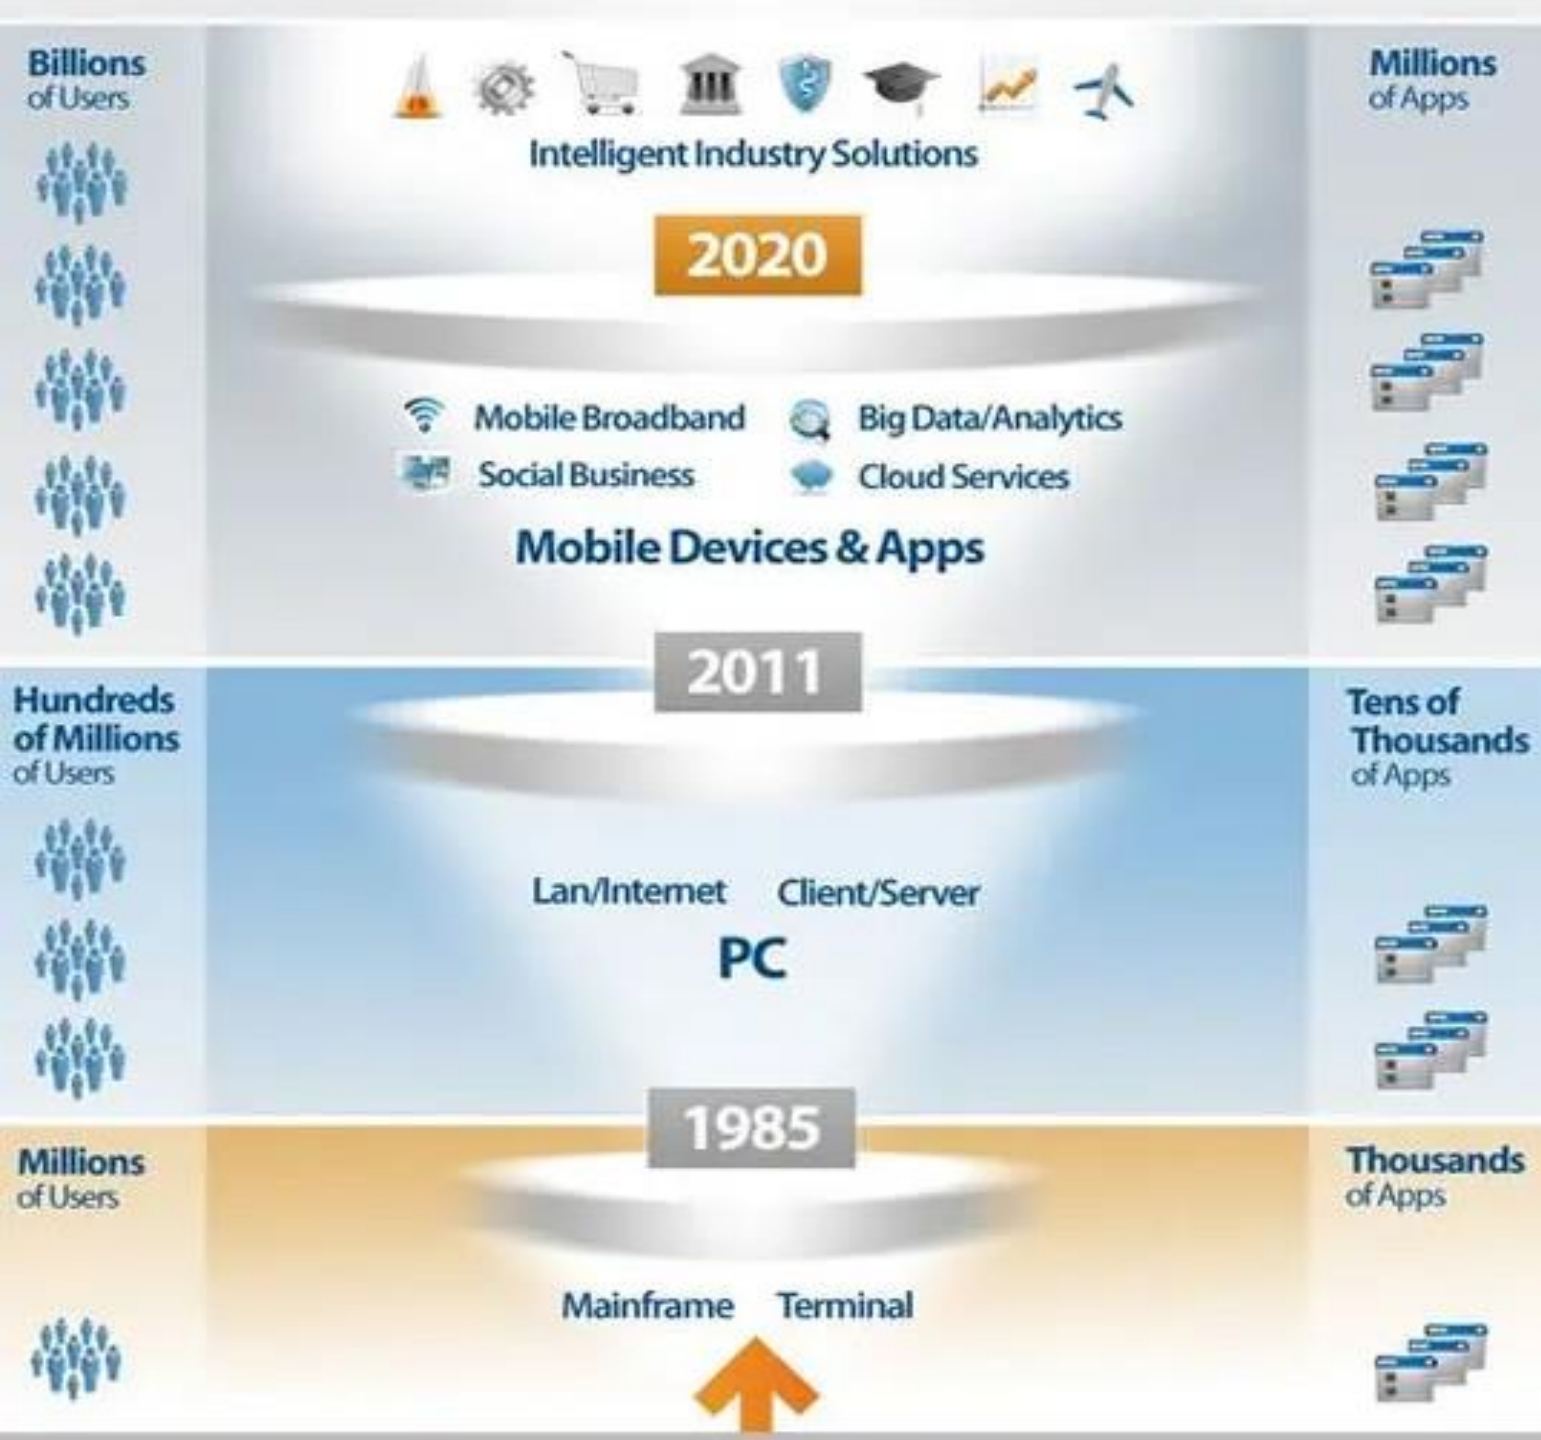 Billions
of Users
Millions
of Apps
Intelligent Industry Solutions
2020
Mobile Broadband
Big Data/Analytics
Social Business
Cloud Services
Mobile Devices & Apps
2011
Hundreds
of Millions
of Users
Tens of
Thousands
of Apps
Lan/Internet
Client/Server
PC
1985
Millions
of Users
Thousands
of Apps
Mainframe
Terminal